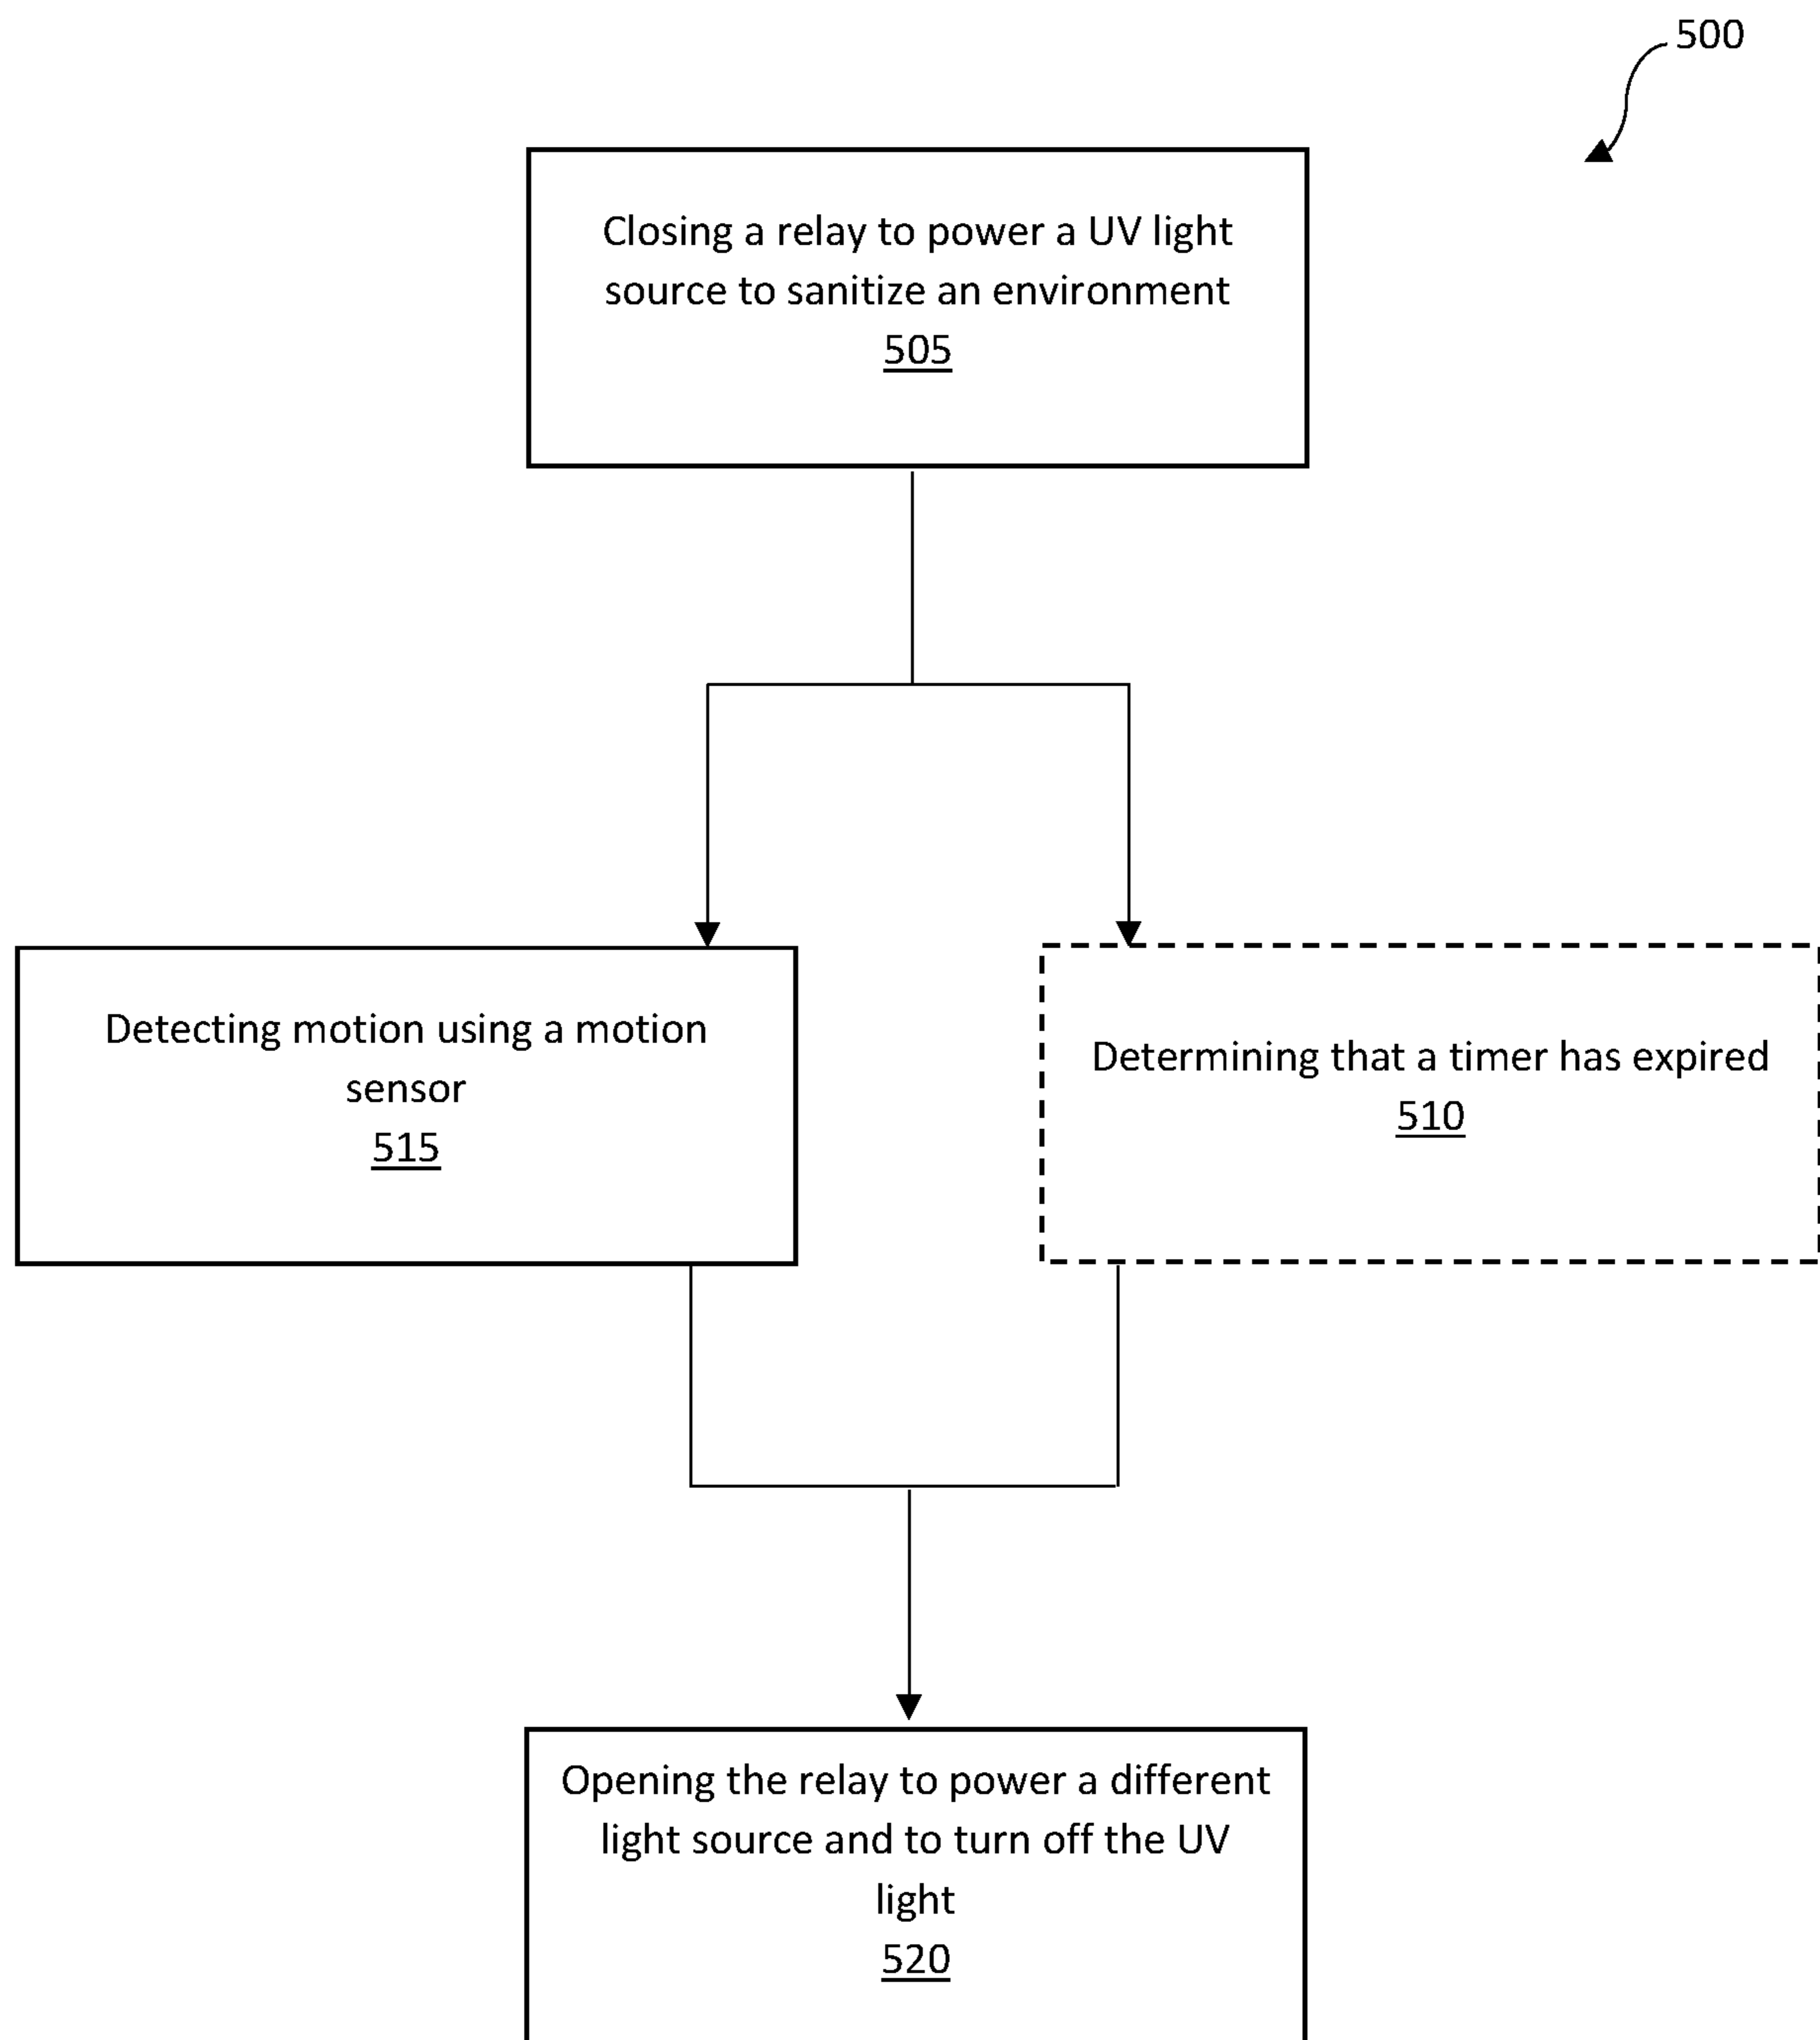 500
Closing a relay to power a UV light
source to sanitize an environment
505
Detecting motion using a motion
sensor
515
Determining that a timer has expired
510
Opening the relay to power a different
light source and to turn off the UV
light
520